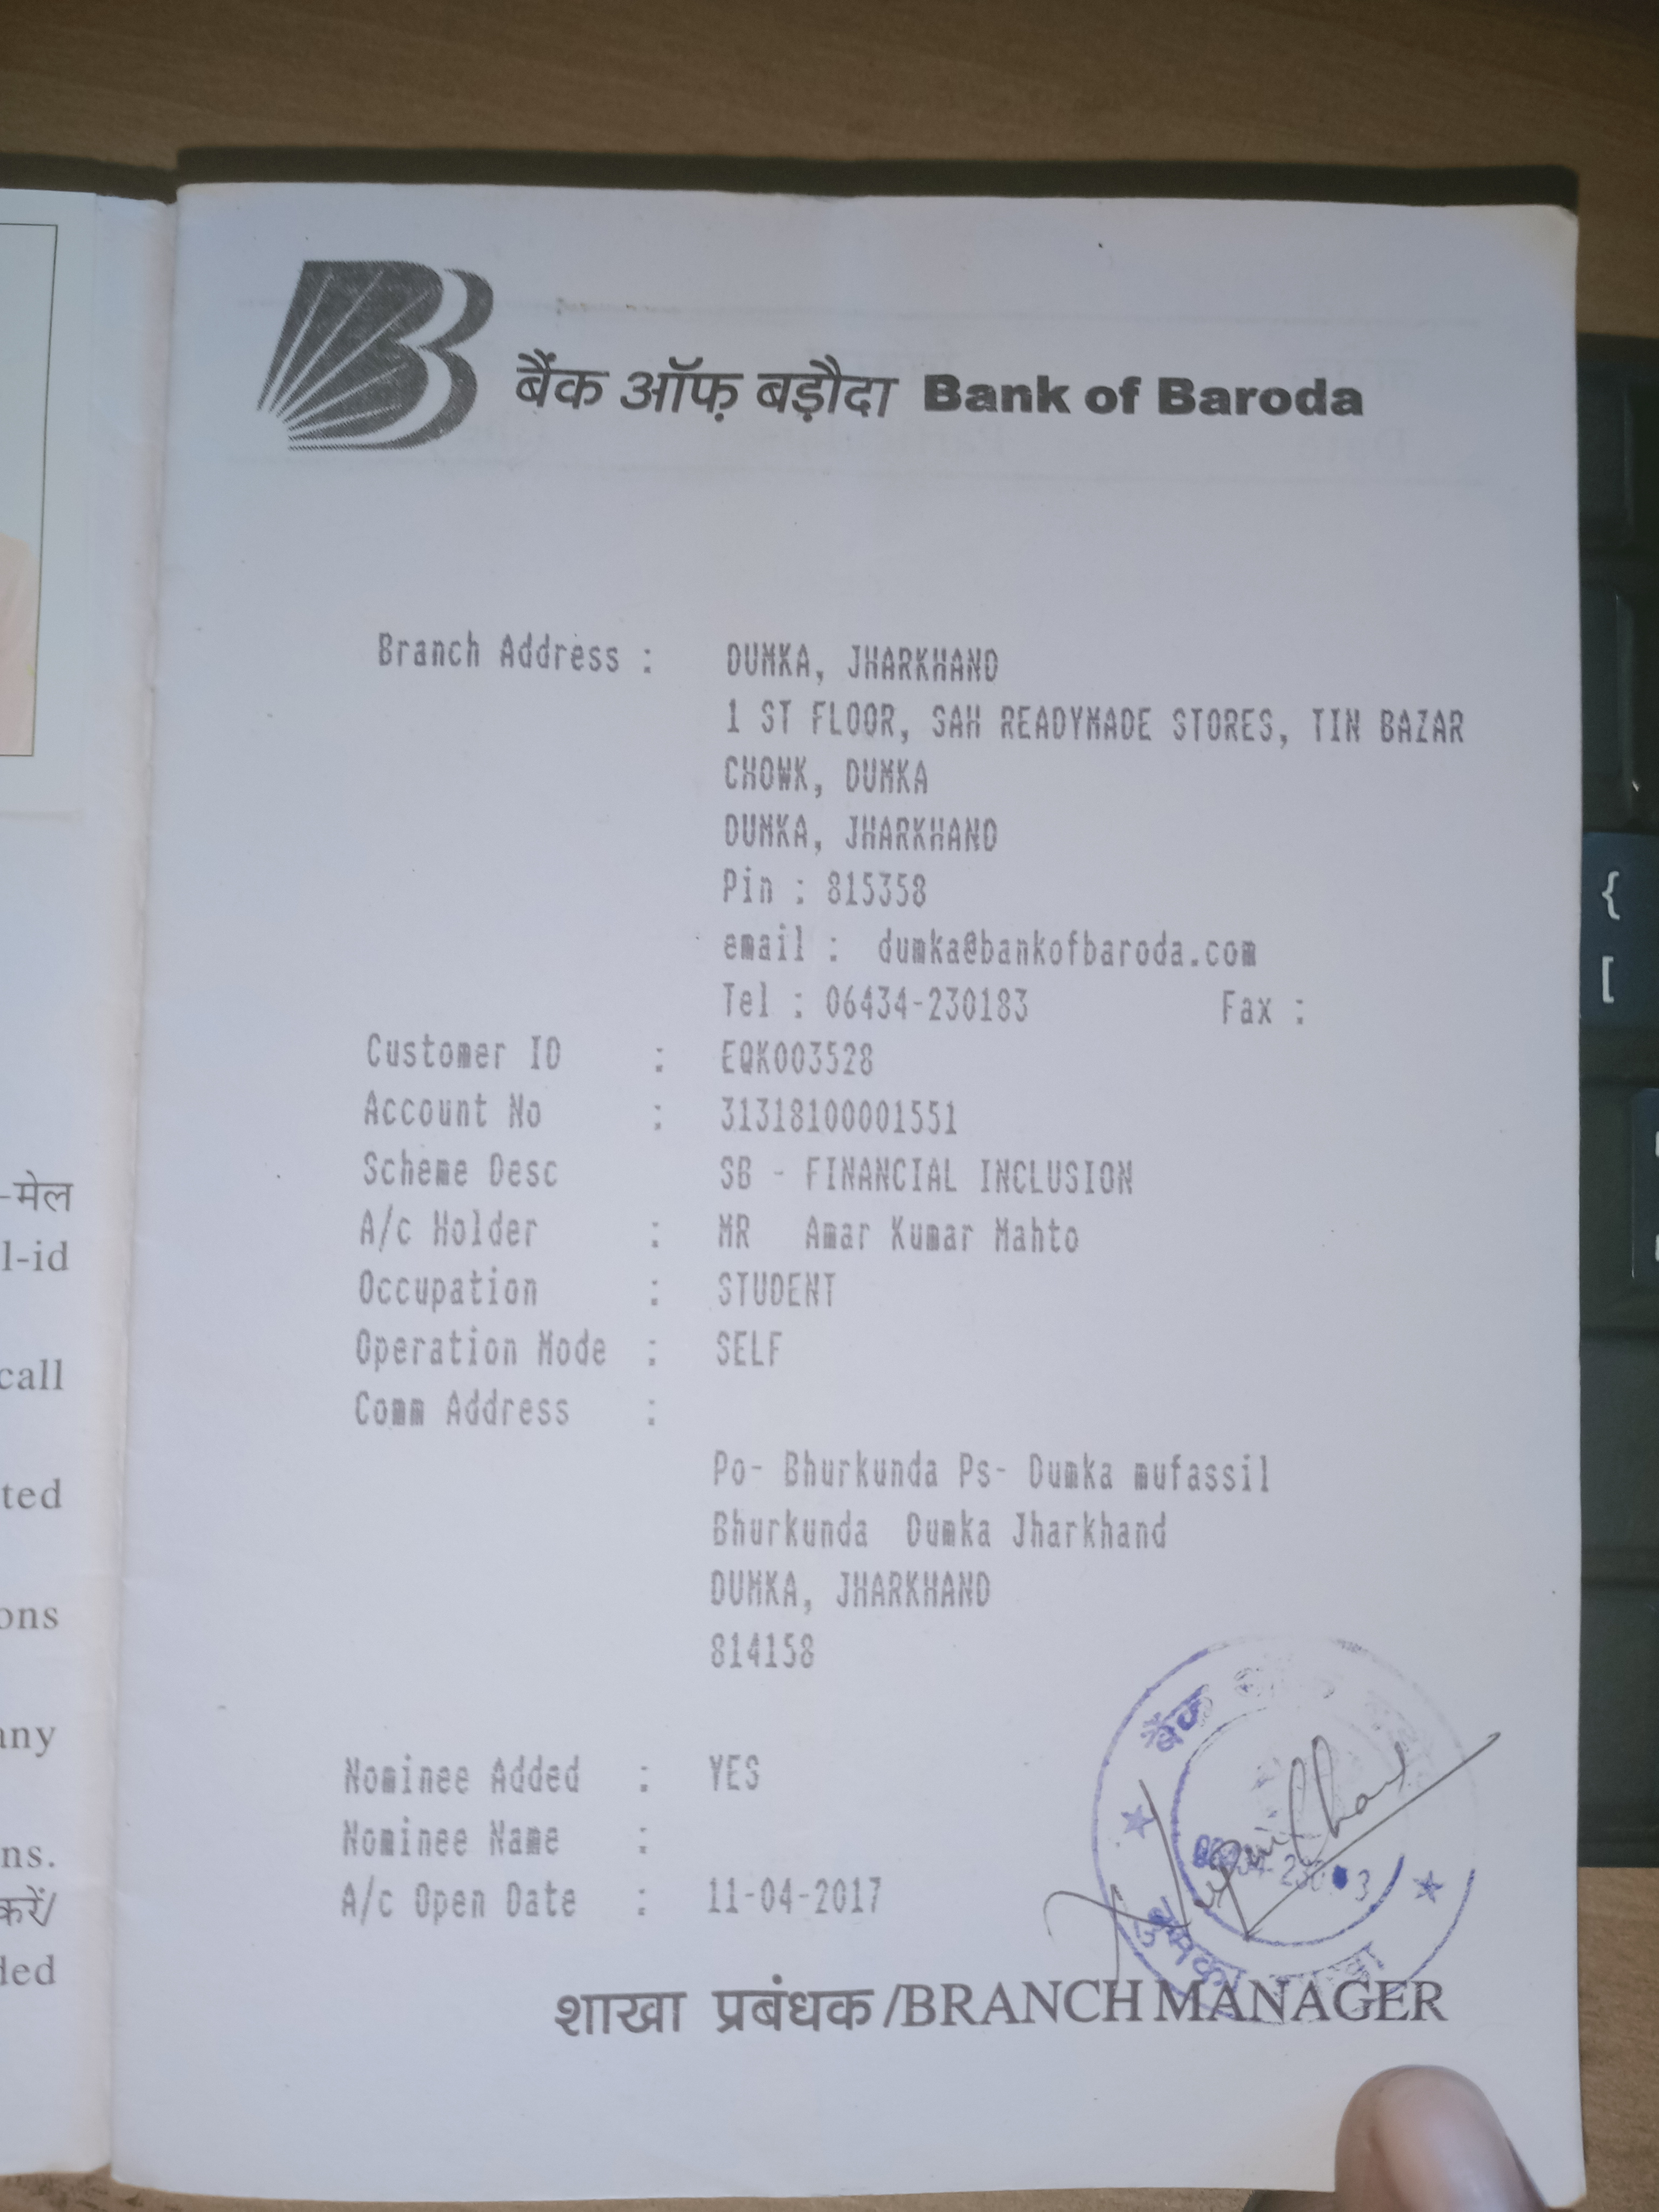 बैंक ऑफ़ बड़ौदा Bank of Baroda
Branch Address : DUMKA, JHARKHAND
1 ST FLOOR, SAH READYMADE STORES, TIN BAZAR
CHOWK, DUMKA
DUMKA, JHARKHAND
Pin : 815358
email : dumka@bankofbaroda.com
Tel : 06434-230183 Fax :
Customer ID : EQK003528
Account No : 31318100001551
Scheme Desc SB - FINANCIAL INCLUSION
A/c Holder : MR Amar Kumar Mahto
Occupation : STUDENT
Operation Mode : SELF
Comm Address :
Po- Bhurkunda Ps- Dumka mufassil
Bhurkunda Dumka Jharkhand
DUMKA, JHARKHAND
814158
Nominee Added : YES
Nominee Name :
A/c Open Date : 11-04-2017
शाखा प्रबंधक /BRANCH MANAGER
बैंक
दुमका
-मेल
l-id
call
ted
ons
any
ns.
करें/
ded
{
[